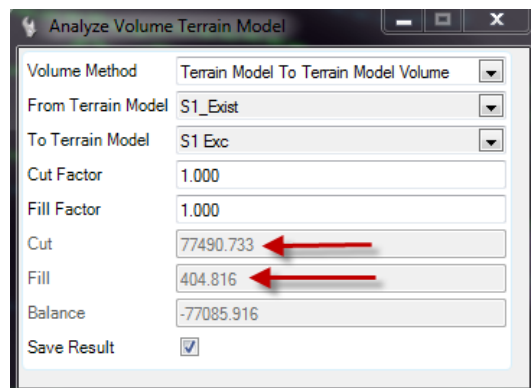 Analyze Volume Terrain Model
Volume Method Terrain Model To Terrain Model Volume
From Terrain Model S1_Exist
To Terrain Model S1 Exc
Cut Factor 1.000
Fill Factor 1.000
Cut 77490.733
Fill 404.816
Balance -77085.916
Save Result